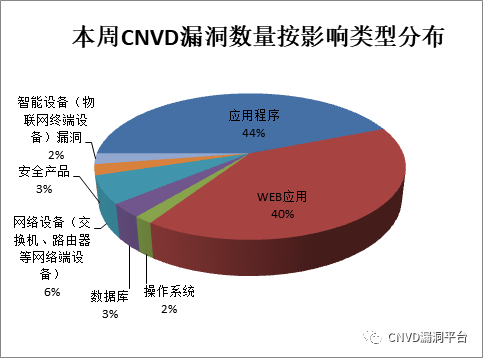 本周CNVD漏洞数量按影响类型分布
智能设备（物
联网终端设
备）漏洞
2%
应用程序
44%
安全产品
3%
WEB应用
40%
网络设备（交
换机、路由器
等网络端设
备）
6%
数据库
3%
操作系统
2%
CNVD漏洞平台